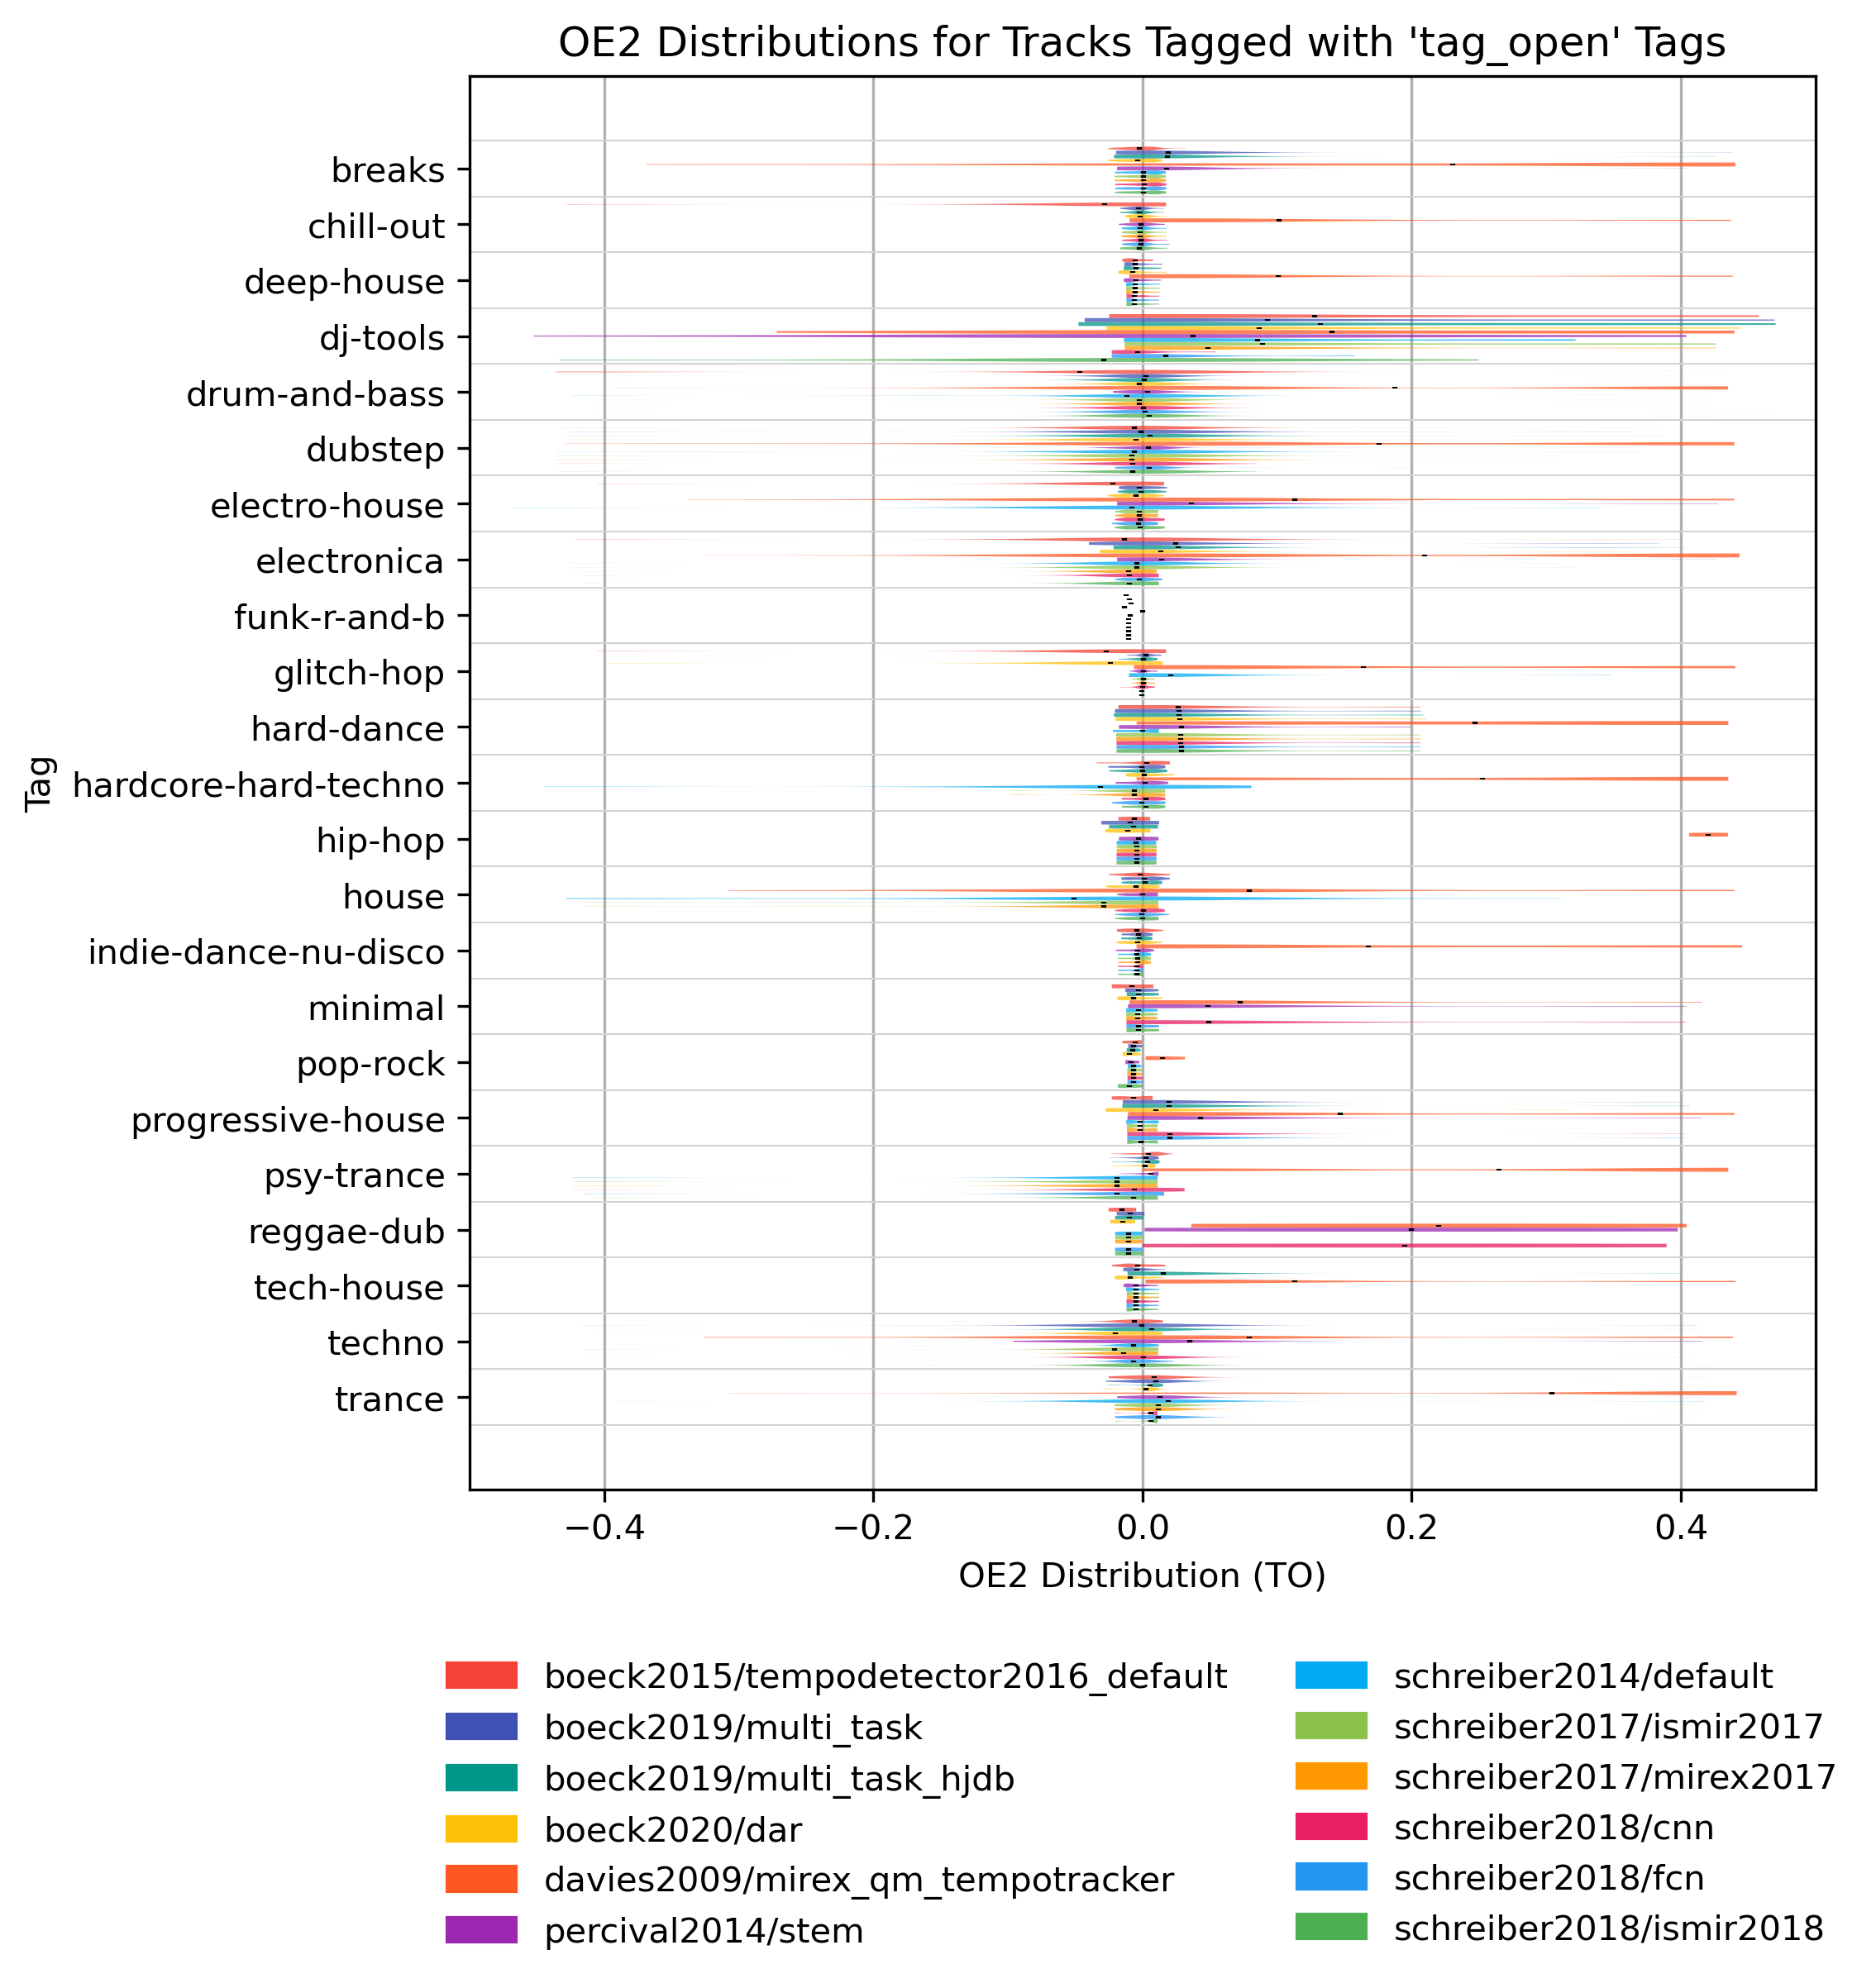 OE2 Distributions for Tracks Tagged with 'tag_open' Tags
Tag
breaks
chill-out
deep-house
dj-tools
drum-and-bass
dubstep
electro-house
electronica
funk-r-and-b
glitch-hop
hard-dance
hardcore-hard-techno
hip-hop
house
indie-dance-nu-disco
minimal
pop-rock
progressive-house
psy-trance
reggae-dub
tech-house
techno
trance
−0.4 −0.2 0.0 0.2 0.4
OE2 Distribution (TO)
boeck2015/tempodetector2016_default
boeck2019/multi_task
boeck2019/multi_task_hjdb
boeck2020/dar
davies2009/mirex_qm_tempotracker
percival2014/stem
schreiber2014/default
schreiber2017/ismir2017
schreiber2017/mirex2017
schreiber2018/cnn
schreiber2018/fcn
schreiber2018/ismir2018